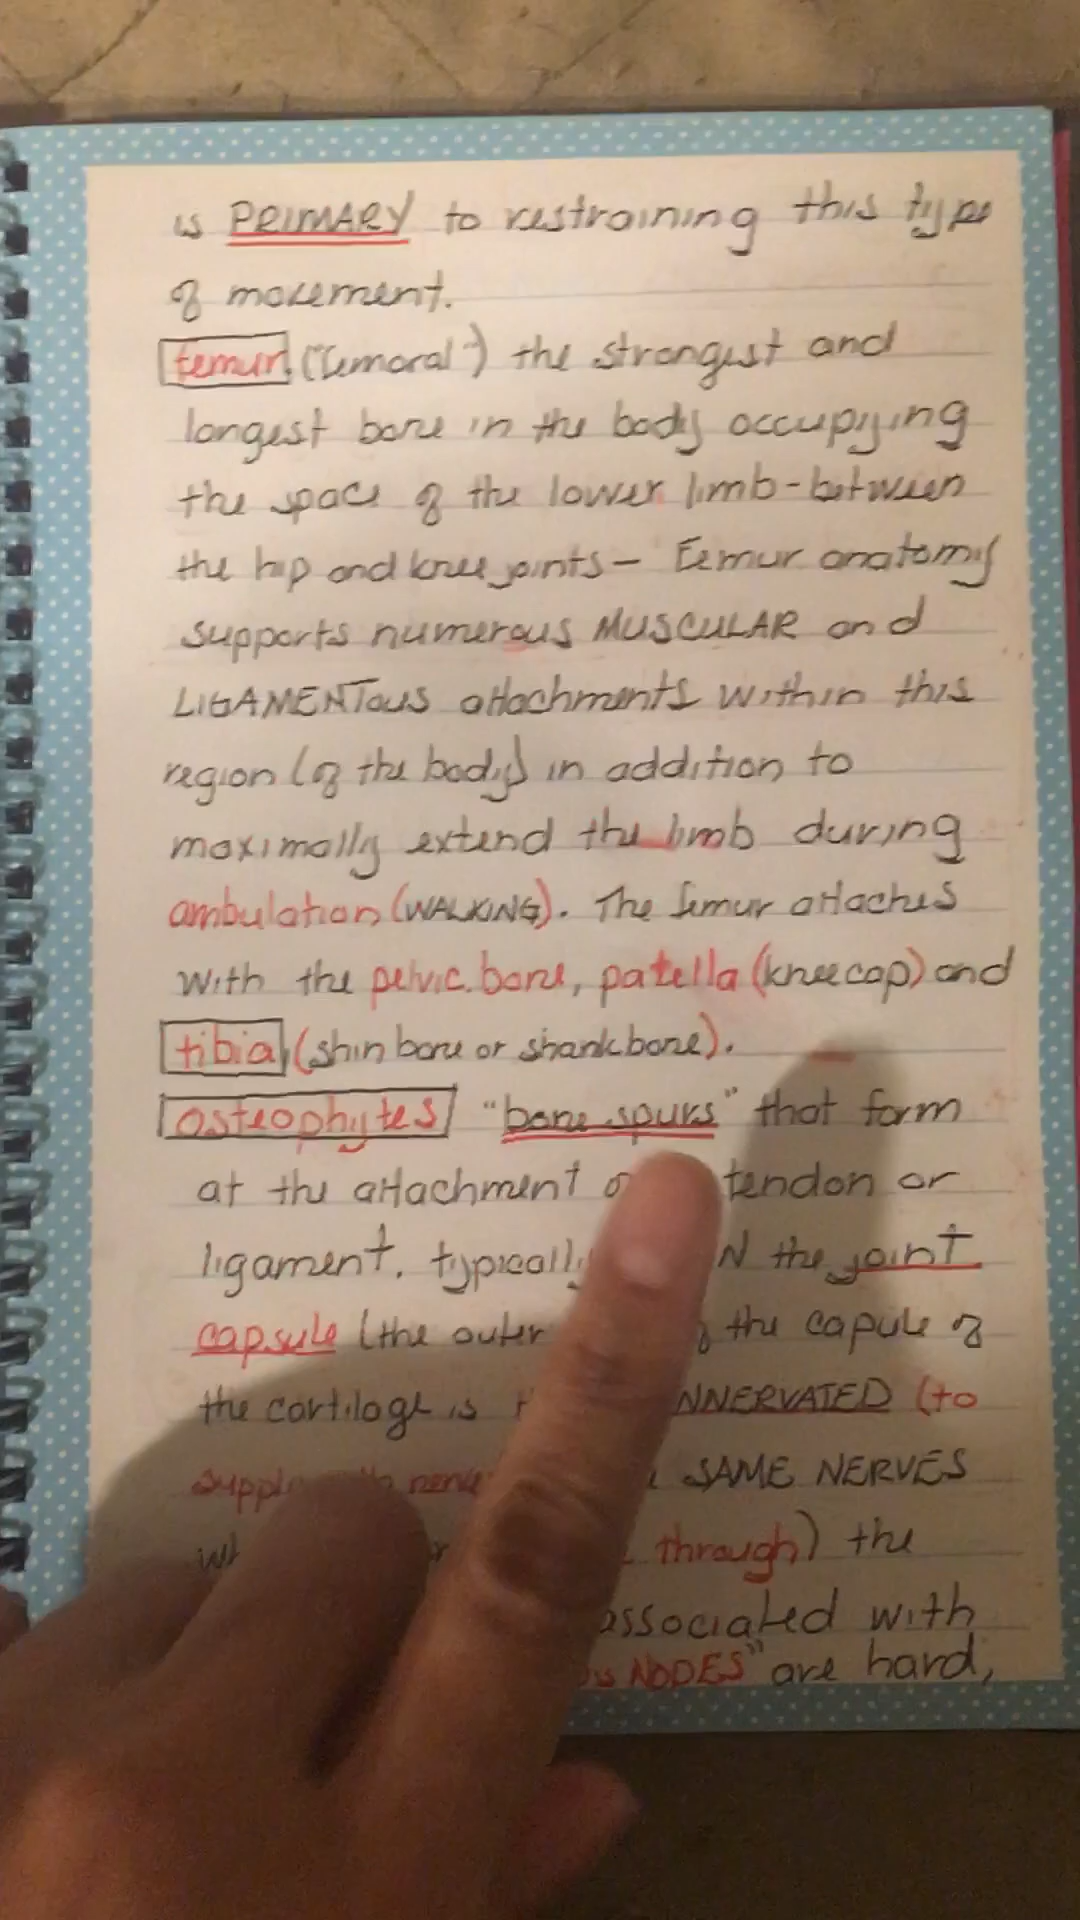 is PRIMARY to restraining this type
of movement.
femur ("femoral") the strongest and
longest bone in the body occupying
the space of the lower limb-between
the hip and knee joints- Femur anatomy
supports numerous MUSCULAR and
LIGAMENTous attachments within this
region (of the body) in addition to
maximally extend the limb during
ambulation (WALKING). The femur attaches
with the pelvic bone, patella (kneecap) and
tibia (shin bone or shankbone).
osteophytes "bone spurs" that form
at the attachment tendon or
ligament. typically the joint
capsule (the outer the capule of
the cartilage is INNERVATED (to
SAME NERVES
through) the
associated with
NODES" are hard,